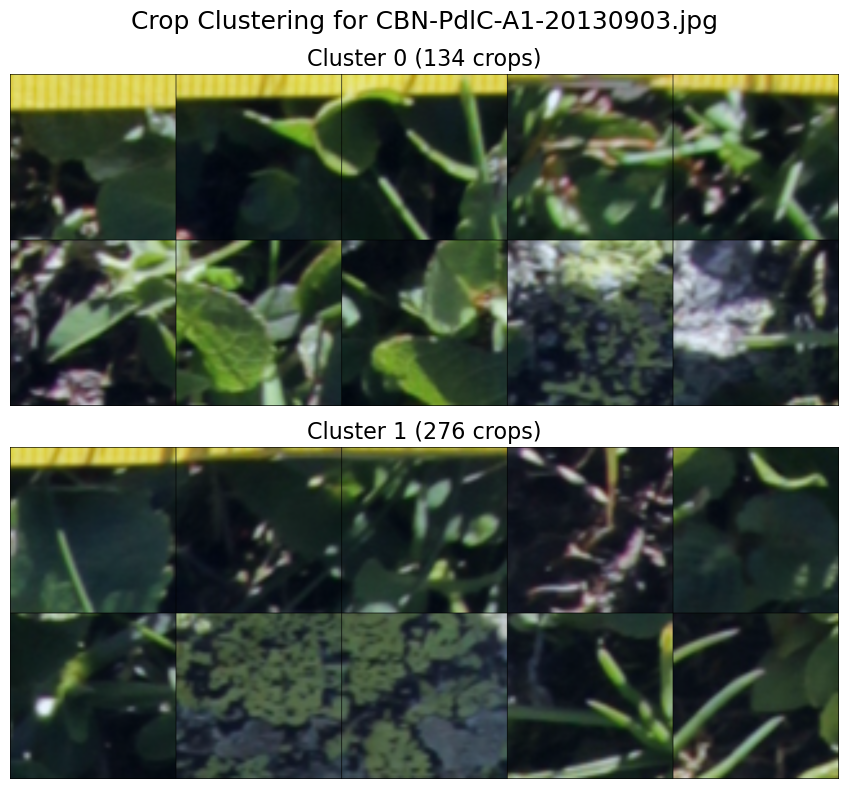 Crop Clustering for CBN-PdlC-A1-20130903.jpg
Cluster 0 (134 crops)
Cluster 1 (276 crops)